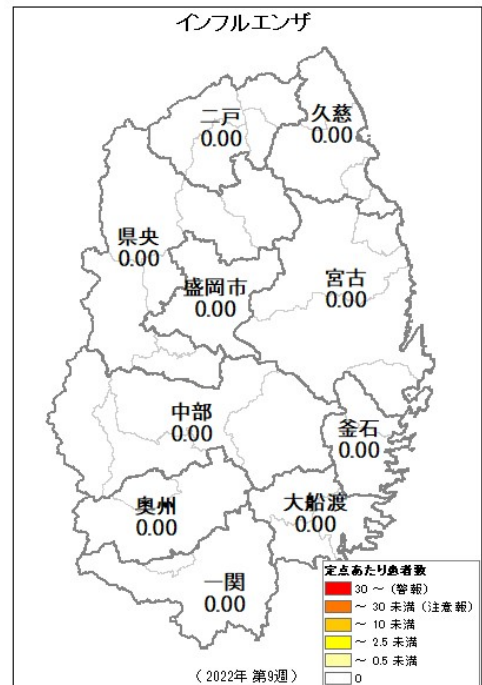 インフルエンザ
二戸
0.00
久慈
0.00
県央
0.00
盛岡市
0.00
宮古
0.00
中部
0.00
釜石
0.00
奥州
0.00
大船渡
0.00
一関
0.00
定点あたり患者数
30 ～ (警報)
～ 30 未満 (注意報)
～ 10 未満
～ 2.5 未満
～ 0.5 未満
0
(2022年 第9週)